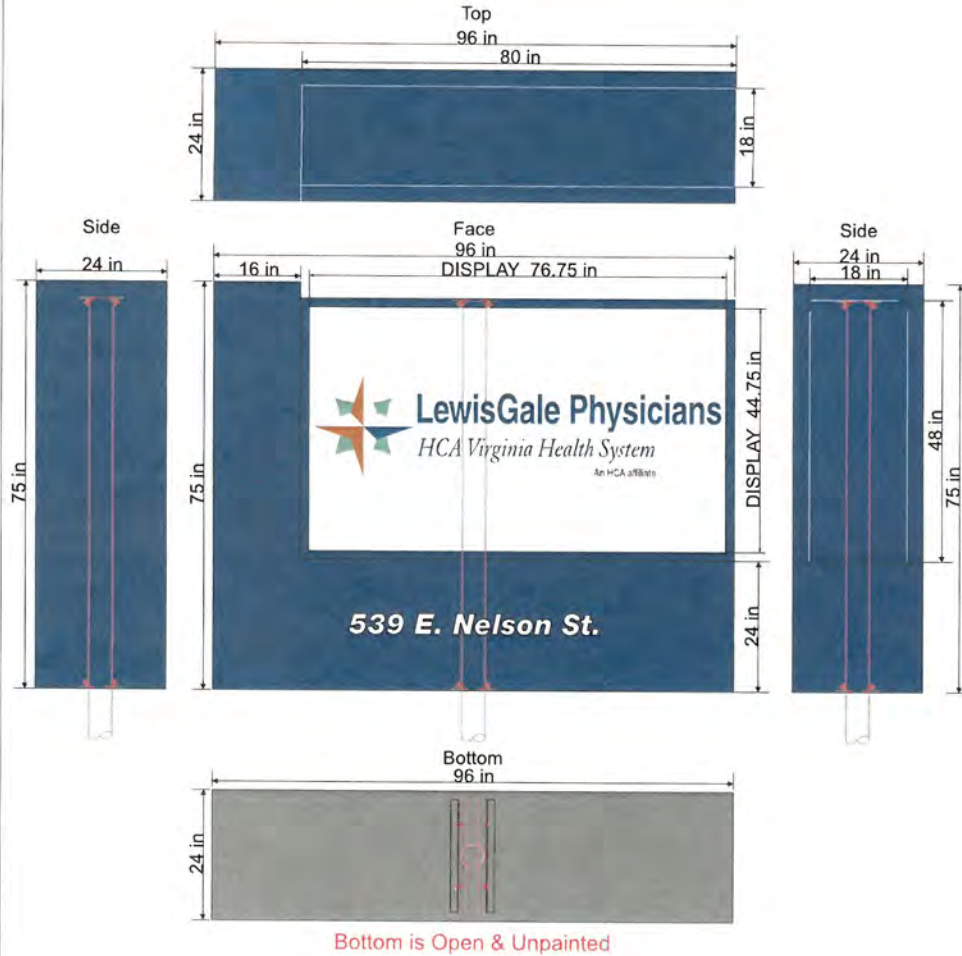 Top
96 in
80 in
24 in
18 in
Side
24 in
75 in
Face
96 in
16 in
DISPLAY 76.75 in
75 in
LewisGale Physicians
HCA Virginia Health System
An HCA affiliate
DISPLAY 44.75 in
539 E. Nelson St.
24 in
Side
24 in
18 in
48 in
75 in
Bottom
96 in
24 in
Bottom is Open & Unpainted